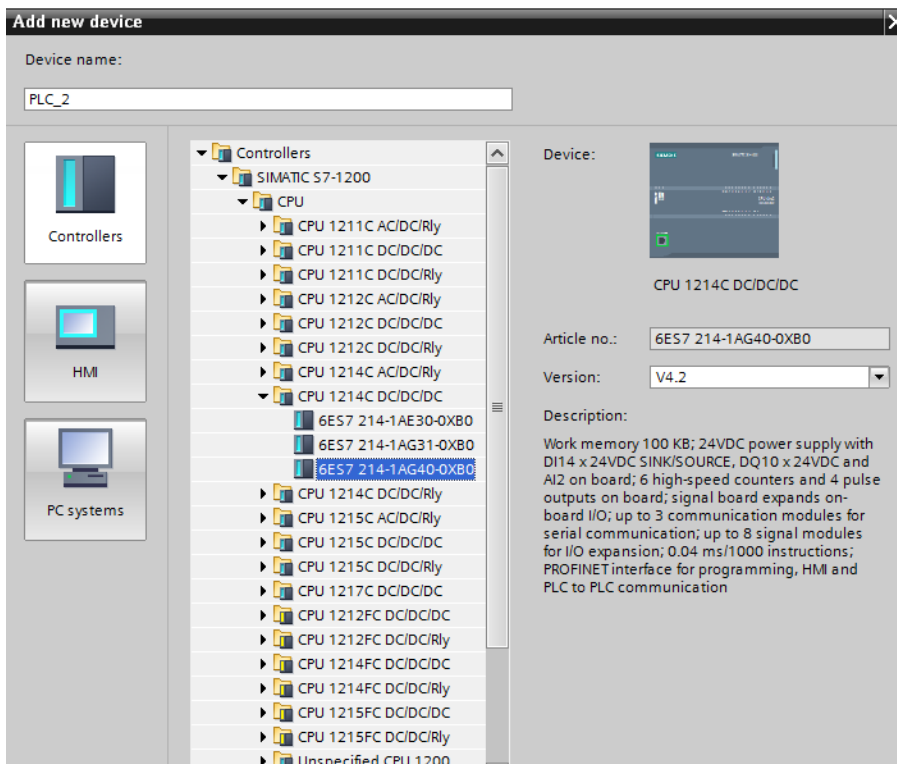 Add new device
Device name:
PLC_2
Controllers
HMI
PC systems
Controllers
SIMATIC S7-1200
CPU
CPU 1211C AC/DC/Rly
CPU 1211C DC/DC/DC
CPU 1211C DC/DC/Rly
CPU 1212C AC/DC/Rly
CPU 1212C DC/DC/DC
CPU 1212C DC/DC/Rly
CPU 1214C AC/DC/Rly
CPU 1214C DC/DC/DC
6ES7 214-1AE30-0XB0
6ES7 214-1AG31-0XB0
6ES7 214-1AG40-0XB0
CPU 1214C DC/DC/Rly
CPU 1215C AC/DC/Rly
CPU 1215C DC/DC/DC
CPU 1215C DC/DC/Rly
CPU 1217C DC/DC/DC
CPU 1212FC DC/DC/DC
CPU 1212FC DC/DC/Rly
CPU 1214FC DC/DC/DC
CPU 1214FC DC/DC/Rly
CPU 1215FC DC/DC/DC
CPU 1215FC DC/DC/Rly
Unspecified CPU 1200
Device:
SIEMENS
CPU 1214C DC/DC/DC
Article no.:
6ES7 214-1AG40-0XB0
Version:
V4.2
Description:
Work memory 100 KB; 24VDC power supply with
DI14 x 24VDC SINK/SOURCE, DQ10 x 24VDC and
AI2 on board; 6 high-speed counters and 4 pulse
outputs on board; signal board expands on-
board I/O; up to 3 communication modules for
serial communication; up to 8 signal modules
for I/O expansion; 0.04 ms/1000 instructions;
PROFINET interface for programming, HMI and
PLC to PLC communication